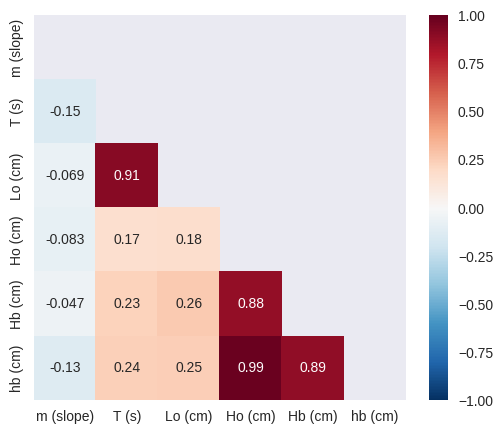 m (slope)
T (s)
-0.15
Lo (cm)
-0.069 0.91
Ho (cm)
-0.083 0.17 0.18
Hb (cm)
-0.047 0.23 0.26 0.88
hb (cm)
-0.13 0.24 0.25 0.99 0.89
m (slope) T (s) Lo (cm) Ho (cm) Hb (cm) hb (cm)
1.00
0.75
0.50
0.25
0.00
-0.25
-0.50
-0.75
-1.00